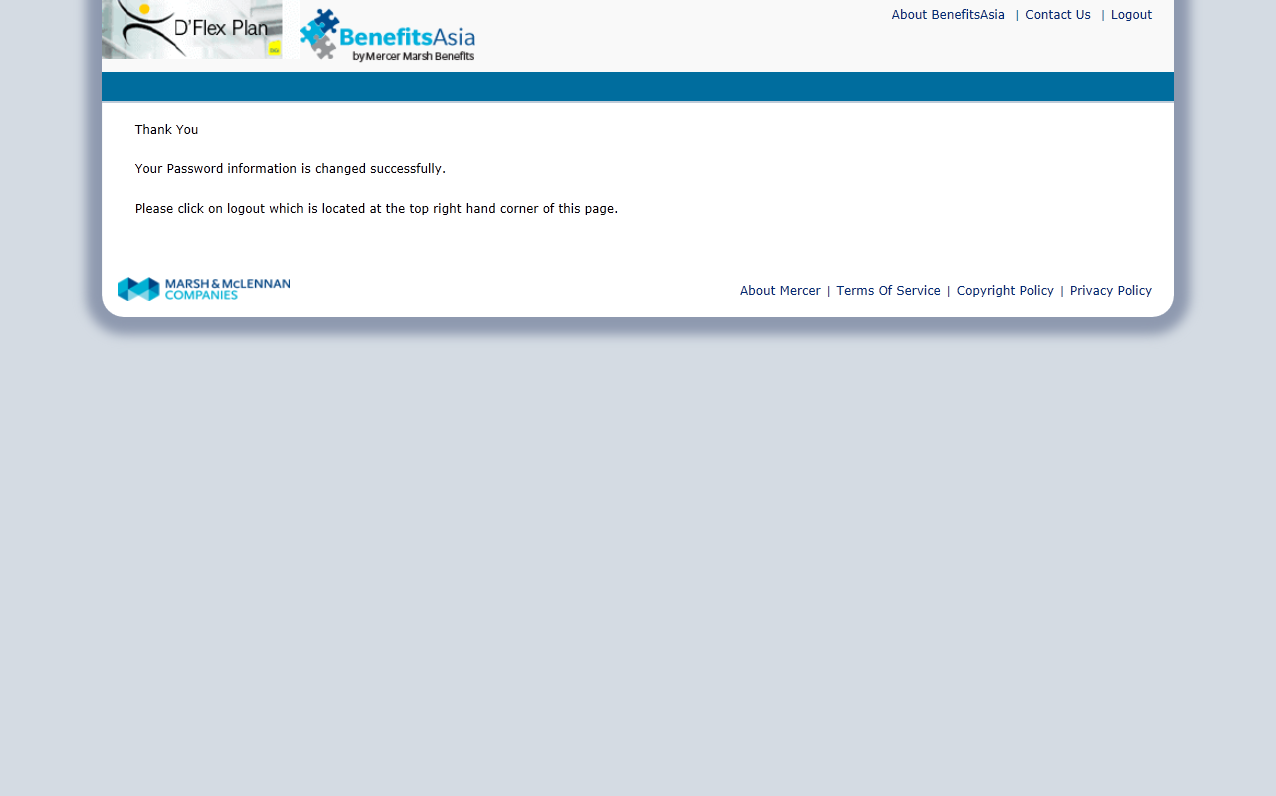 D'Flex Plan
BenefitsAsia
by Mercer Marsh Benefits
About BenefitsAsia | Contact Us | Logout
Thank You
Your Password information is changed successfully.
Please click on logout which is located at the top right hand corner of this page.
MARSH & McLENNAN
COMPANIES
About Mercer | Terms Of Service | Copyright Policy | Privacy Policy